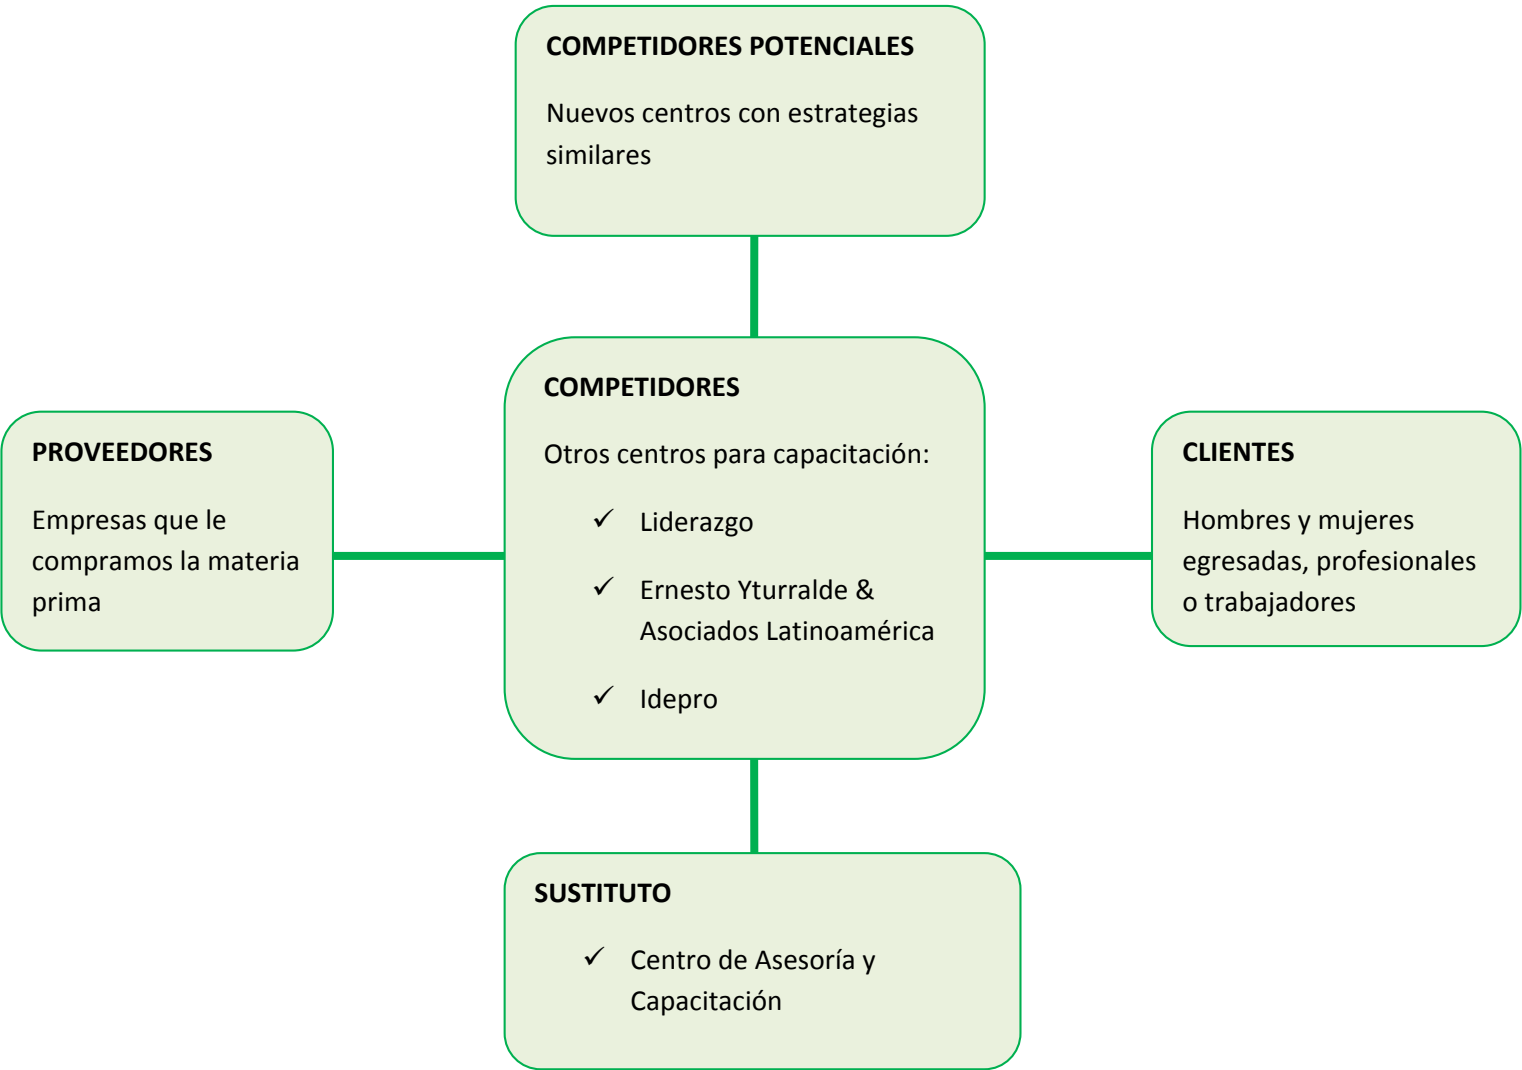 COMPETIDORES POTENCIALES
Nuevos centros con estrategias
similares
COMPETIDORES
Otros centros para capacitación:
✓ Liderazgo
✓ Ernesto Yturralde &
Asociados Latinoamérica
✓ Idepro
PROVEEDORES
Empresas que le
compramos la materia
prima
CLIENTES
Hombres y mujeres
egresadas, profesionales
o trabajadores
SUSTITUTO
✓ Centro de Asesoría y
Capacitación